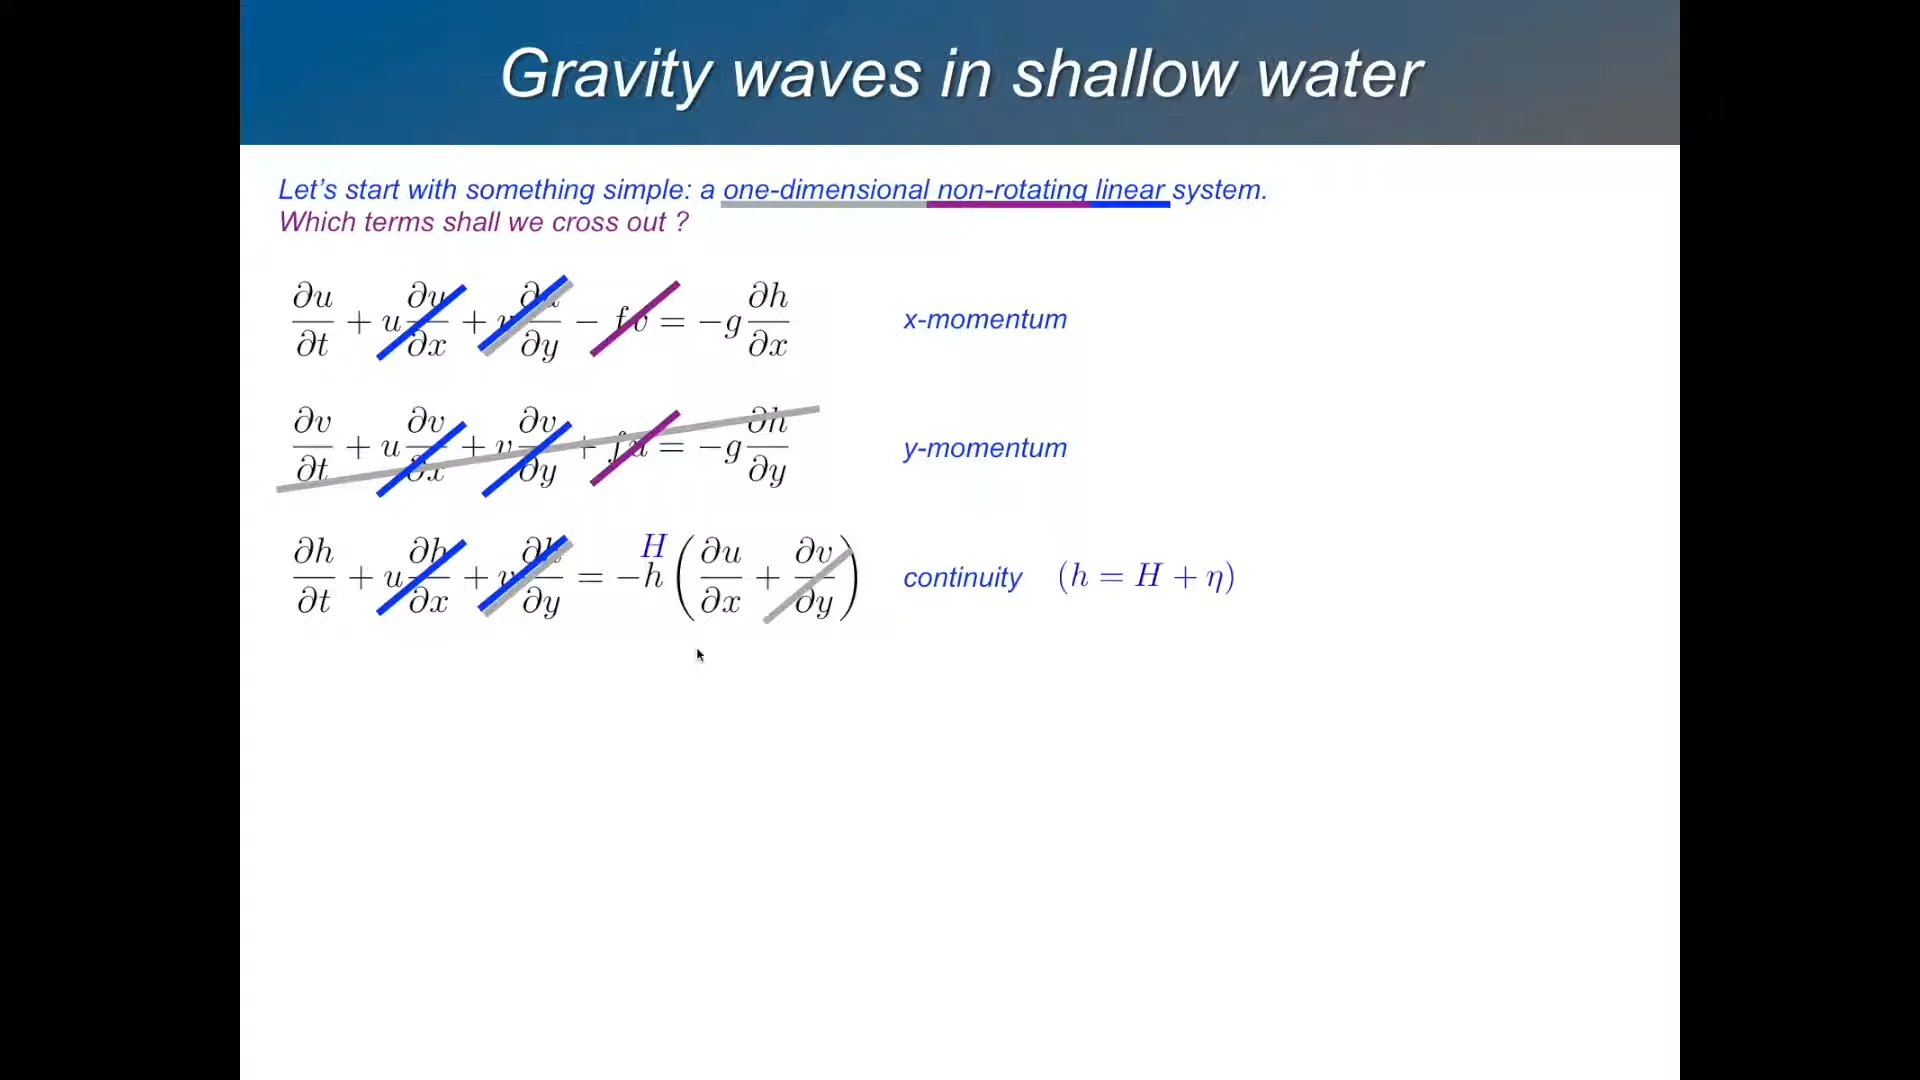 Gravity waves in shallow water
Let's start with something simple: a one-dimensional non-rotating linear system.
Which terms shall we cross out ?
∂u/∂t + u ∂u/∂x + v ∂u/∂y − fv = −g ∂h/∂x x-momentum
∂v/∂t + u ∂v/∂x + v ∂v/∂y + fu = −g ∂h/∂y y-momentum
H
∂h/∂t + u ∂h/∂x + v ∂h/∂y = −h (∂u/∂x + ∂v/∂y) continuity (h = H + η)